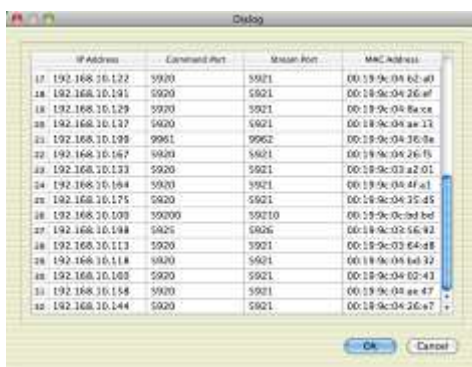 Dialog
IP Address Command Port Stream Port MAC Address
17 192.168.10.122 5920 5921 00:19:9c:04:62:a0
18 192.168.10.191 5920 5921 00:19:9c:04:26:ef
19 192.168.10.129 5920 5921 00:19:9c:04:8a:ce
20 192.168.10.137 5920 5921 00:19:9c:04:ae:13
21 192.168.10.199 9961 9962 00:19:9c:04:36:0a
22 192.168.10.167 5920 5921 00:19:9c:04:26:f5
23 192.168.10.133 5920 5921 00:19:9c:03:a2:01
24 192.168.10.164 5920 5921 00:19:9c:04:4f:a1
25 192.168.10.175 5920 5921 00:19:9c:04:35:d5
26 192.168.10.100 59200 59210 00:19:9c:0c:bd:bd
27 192.168.10.198 5925 5926 00:19:9c:03:56:92
28 192.168.10.113 5920 5921 00:19:9c:03:64:d8
29 192.168.10.118 5920 5921 00:19:9c:04:bd:32
30 192.168.10.103 5920 5921 00:19:9c:04:02:43
31 192.168.10.158 5920 5921 00:19:9c:04:ae:47
32 192.168.10.144 5920 5921 00:19:9c:04:26:e7
OK Cancel